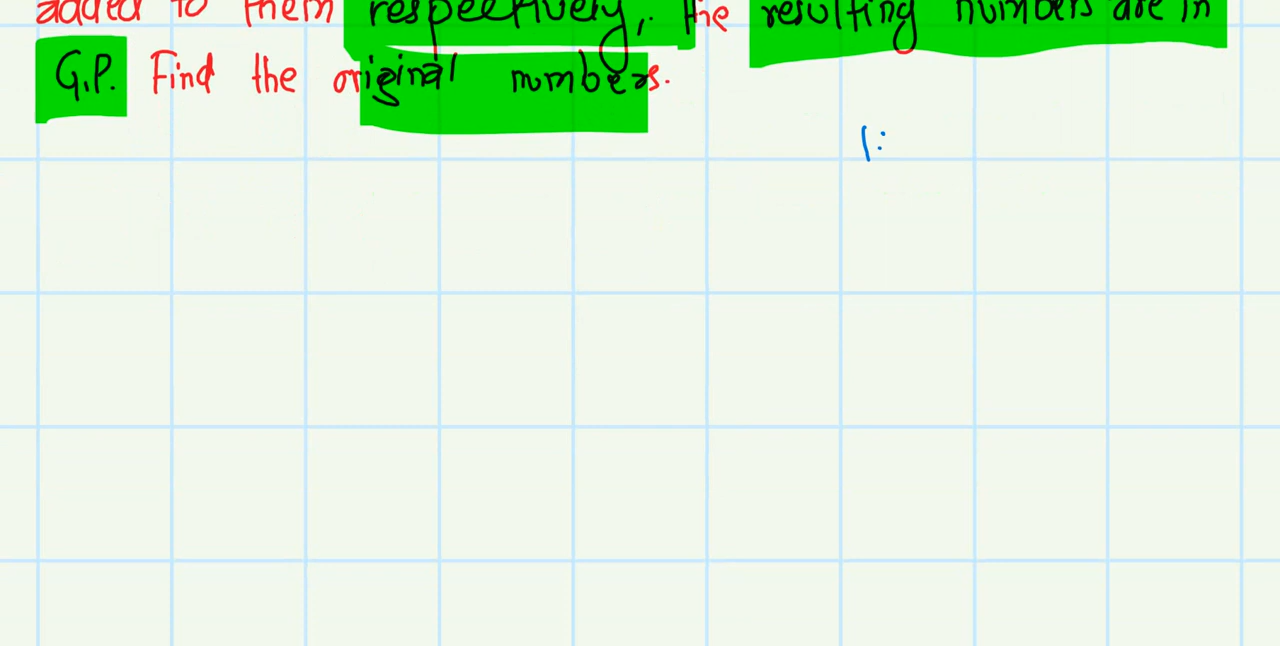 added to them respectively, the resulting numbers are in
G.P. Find the original numbers.
(: